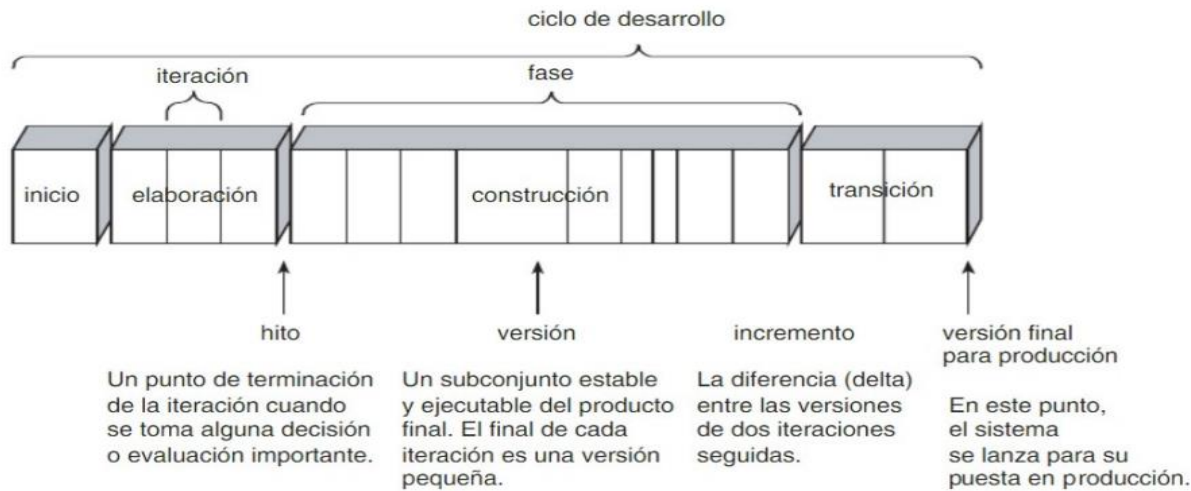 ciclo de desarrollo
iteración
fase
inicio
elaboración
construcción
transición
hito
Un punto de terminación
de la iteración cuando
se toma alguna decisión
o evaluación importante.
versión
Un subconjunto estable
y ejecutable del producto
final. El final de cada
iteración es una versión
pequeña.
incremento
La diferencia (delta)
entre las versiones
de dos iteraciones
seguidas.
versión final
para producción
En este punto,
el sistema
se lanza para su
puesta en producción.